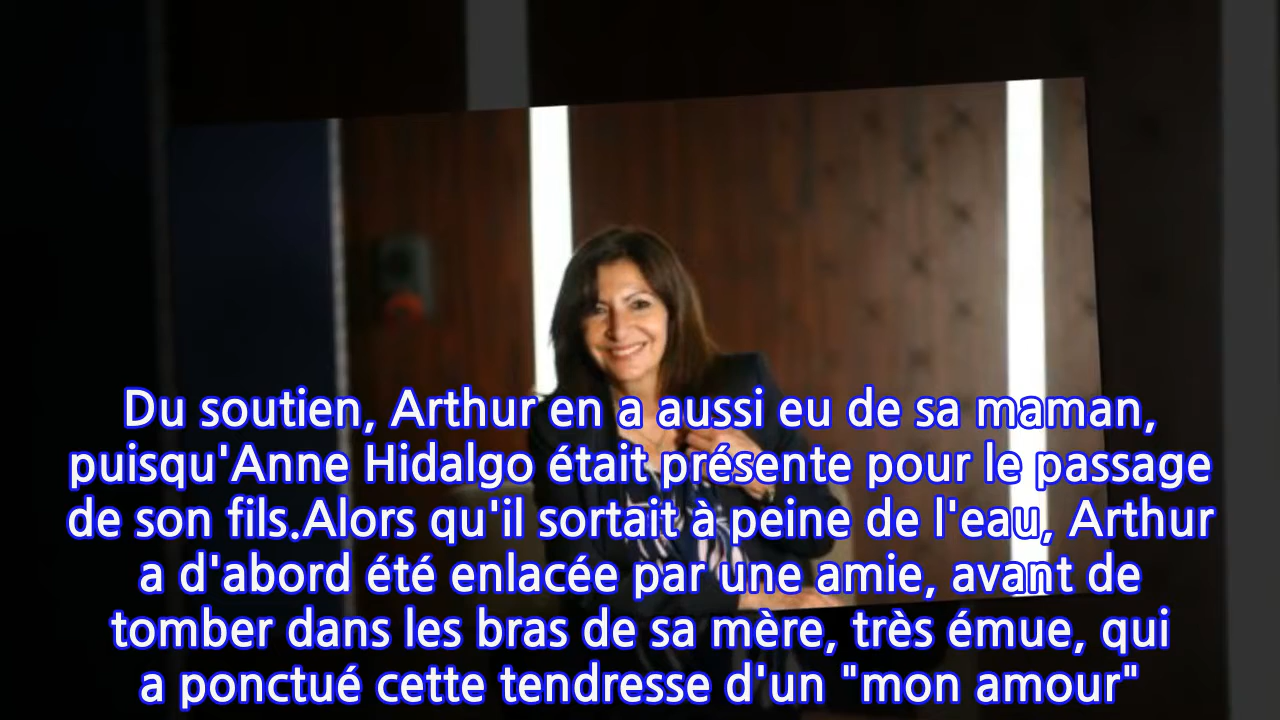 Du soutien, Arthur en a aussi eu de sa maman,
puisqu'Anne Hidalgo était présente pour le passage
de son fils.Alors qu'il sortait à peine de l'eau, Arthur
a d'abord été enlacée par une amie, avant de
tomber dans les bras de sa mère, très émue, qui
a ponctué cette tendresse d'un "mon amour"